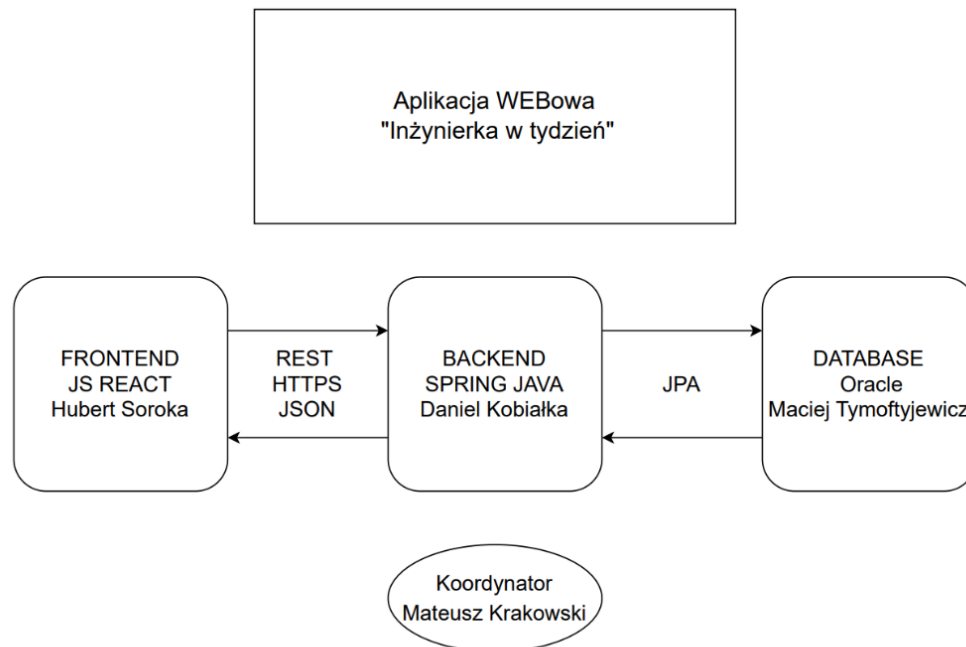 Aplikacja WEBowa
"Inżynierka w tydzień"
FRONTEND
JS REACT
Hubert Soroka
REST
HTTPS
JSON
BACKEND
SPRING JAVA
Daniel Kobiałka
JPA
DATABASE
Oracle
Maciej Tymoftyjewicz
Koordynator
Mateusz Krakowski